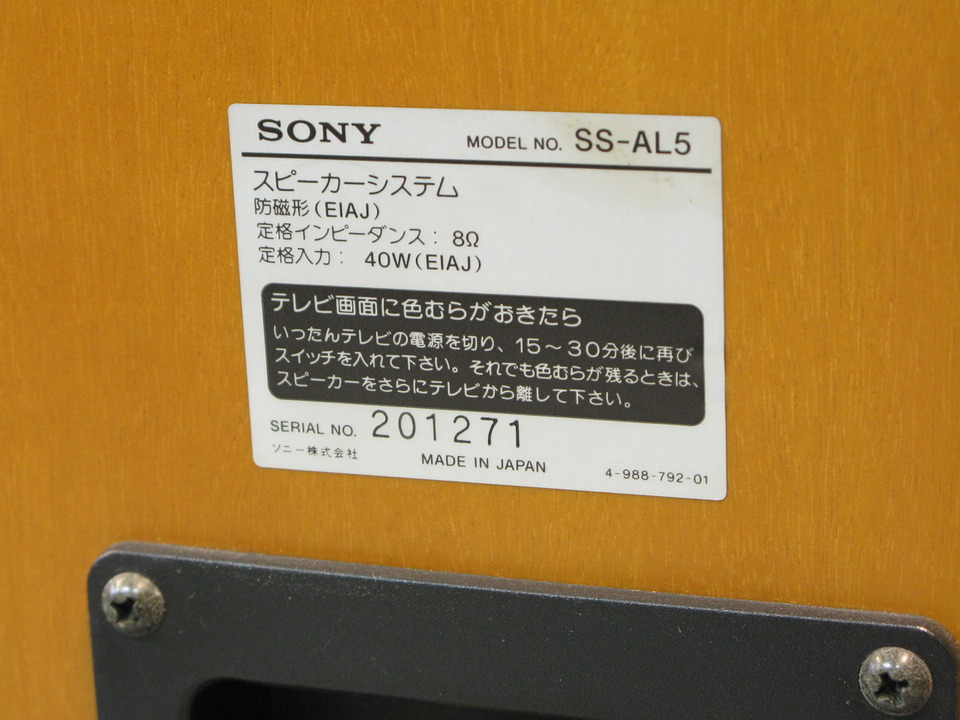 SONY MODEL NO. SS-AL5
スピーカーシステム
防磁形(EIAJ)
定格インピーダンス: 8Ω
定格入力: 40W(EIAJ)
テレビ画面に色むらがおきたら
いったんテレビの電源を切り、15～30分後に再び
スイッチを入れて下さい。それでも色むらが残るときは、
スピーカーをさらにテレビから離して下さい。
SERIAL NO. 201271
ソニー株式会社 MADE IN JAPAN 4-988-792-01